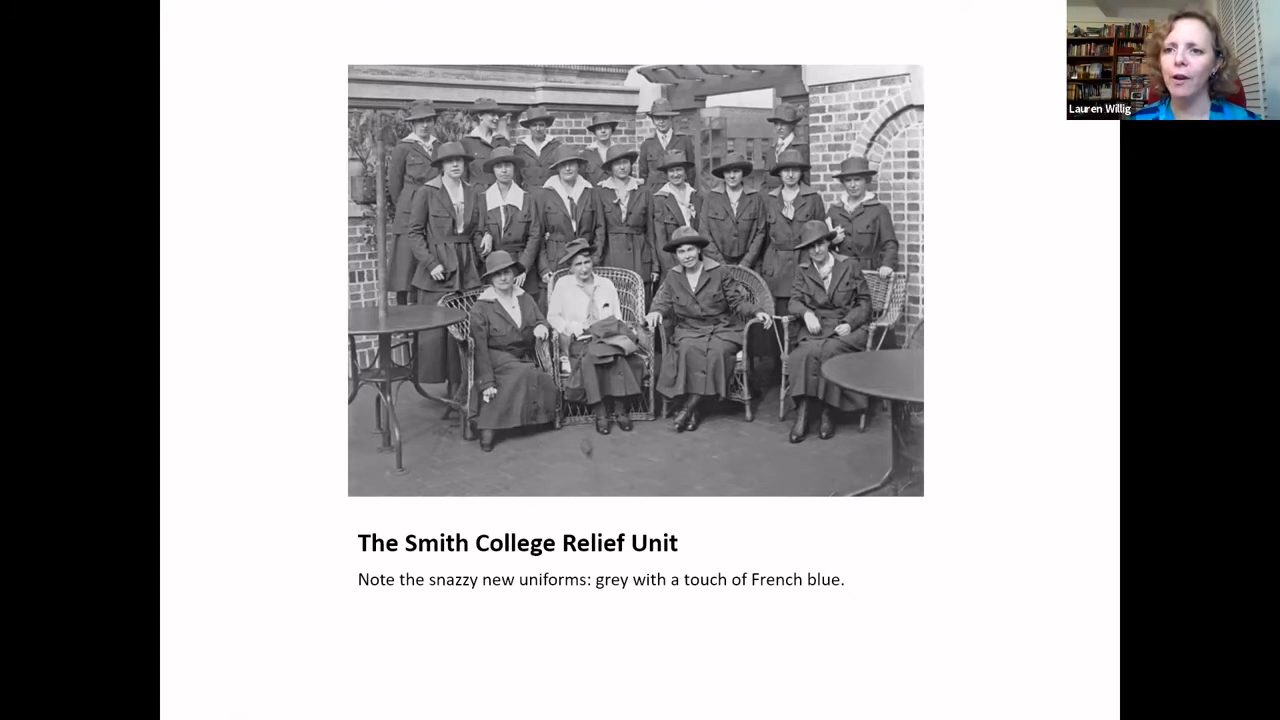 Lauren Willig
The Smith College Relief Unit
Note the snazzy new uniforms: grey with a touch of French blue.